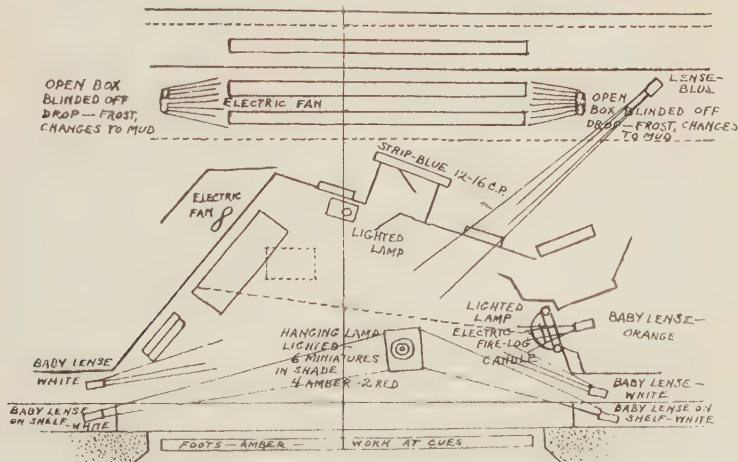 OPEN BOX
BLINDED OFF
DROP—FROST,
CHANGES TO MUD
ELECTRIC FAN
LENSE—
BLUE
OPEN
BOX BLINDED OFF
DROP—FROST, CHANGES
TO MUD
STRIP-BLUE 12-16 C.P.
ELECTRIC
FAN
LIGHTED
LAMP
LIGHTED
LAMP
ELECTRIC
FIRE-LOG
CANDLE
BABY LENSE—
ORANGE
HANGING LAMP
LIGHTED
6 MINIATURES
IN SHADE
4 AMBER-2 RED
BABY LENSE
WHITE
BABY LENSE—
WHITE
BABY LENSE
ON SHELF—
WHITE
BABY LENSE ON
SHELF-WHITE
FOOTS—AMBER—
WORK AT CUES